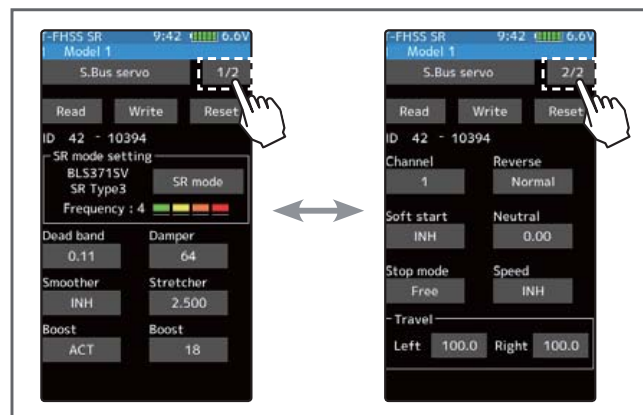 T-FHSS SR 9:42 6.6V
Model 1
S.Bus servo 1/2
Read Write Reset
ID 42 - 10394
SR mode setting
BLS371SV
SR Type3
SR mode
Frequency : 4
Dead band Damper
0.11 64
Smoother Stretcher
INH 2.500
Boost Boost
ACT 18
-FHSS SR 9:42 6.6V
Model 1
S.Bus servo 2/2
Read Write Reset
ID 42 - 10394
Channel Reverse
1 Normal
Soft start Neutral
INH 0.00
Stop mode Speed
Free INH
Travel
Left 100.0 Right 100.0